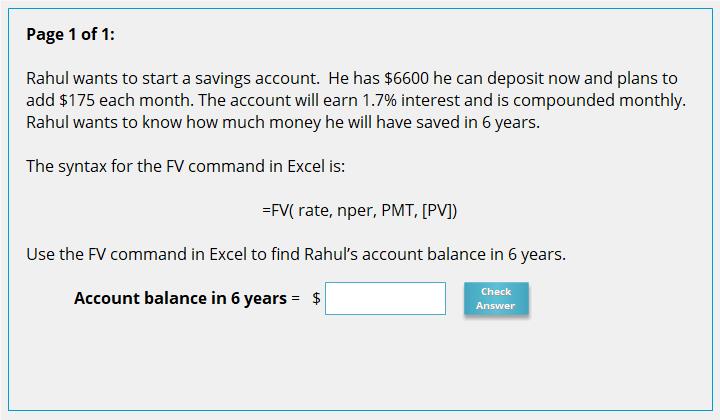 Page 1 of 1:
Rahul wants to start a savings account.  He has $6600 he can deposit now and plans to
add $175 each month. The account will earn 1.7% interest and is compounded monthly.
Rahul wants to know how much money he will have saved in 6 years.
The syntax for the FV command in Excel is:
=FV( rate, nper, PMT, [PV])
Use the FV command in Excel to find Rahul's account balance in 6 years.
Account balance in 6 years = $
Check
Answer